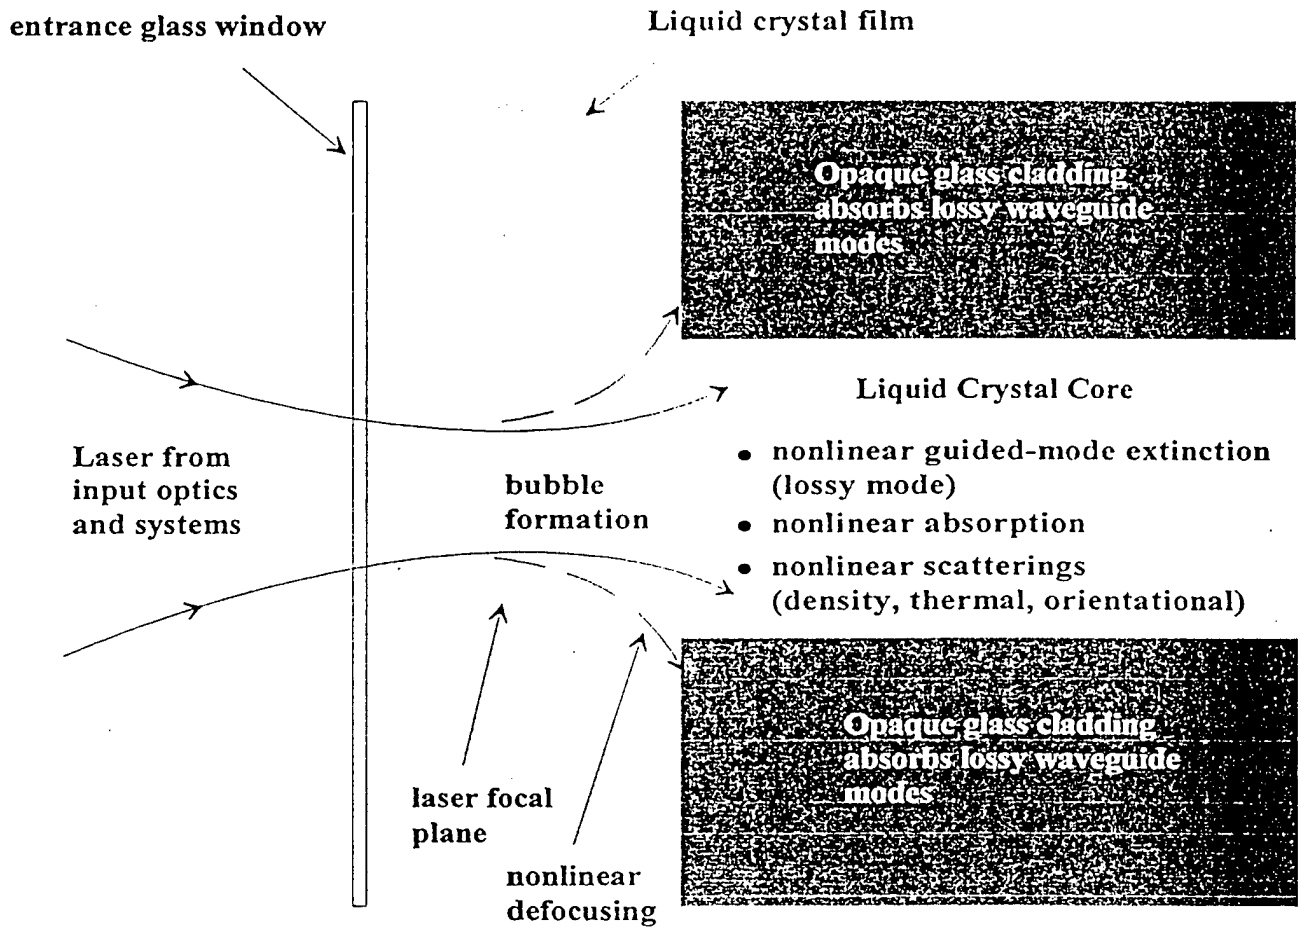 entrance glass window
Liquid crystal film
Opaque glass cladding
absorbs lossy waveguide
modes
Liquid Crystal Core
Laser from
input optics
and systems
bubble
formation
• nonlinear guided-mode extinction
(lossy mode)
• nonlinear absorption
• nonlinear scatterings
(density, thermal, orientational)
Opaque glass cladding
absorbs lossy waveguide
modes
laser focal
plane
nonlinear
defocusing